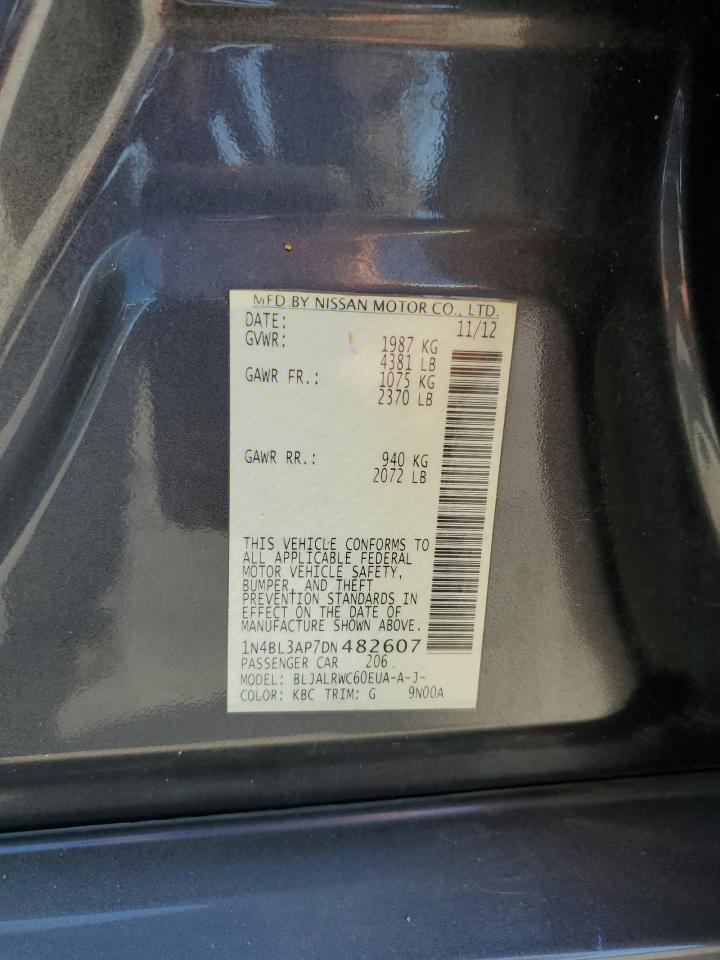 MFD BY NISSAN MOTOR CO., LTD.
DATE: 11/12
GVWR: 1987 KG
4381 LB
GAWR FR.: 1075 KG
2370 LB
GAWR RR.: 940 KG
2072 LB
THIS VEHICLE CONFORMS TO
ALL APPLICABLE FEDERAL
MOTOR VEHICLE SAFETY,
BUMPER, AND THEFT
PREVENTION STANDARDS IN
EFFECT ON THE DATE OF
MANUFACTURE SHOWN ABOVE.
1N4BL3AP7DN482607
PASSENGER CAR 206
MODEL: BLJALRWC60EUA-A-J-
COLOR: KBC TRIM: G 9N00A